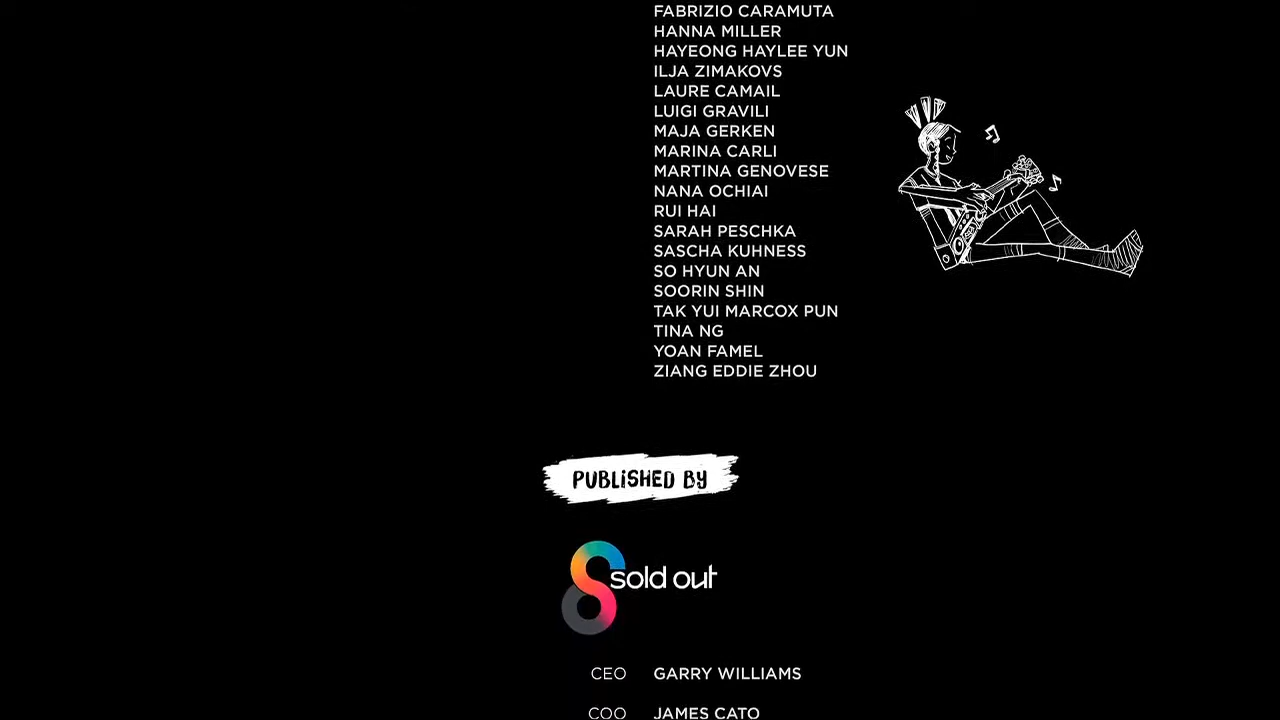 FABRIZIO CARAMUTA
HANNA MILLER
HAYEONG HAYLEE YUN
ILJA ZIMAKOVS
LAURE CAMAIL
LUIGI GRAVILI
MAJA GERKEN
MARINA CARLI
MARTINA GENOVESE
NANA OCHIAI
RUI HAI
SARAH PESCHKA
SASCHA KUHNESS
SO HYUN AN
SOORIN SHIN
TAK YUI MARCOX PUN
TINA NG
YOAN FAMEL
ZIANG EDDIE ZHOU
PUBLISHED BY
sold out
CEO GARRY WILLIAMS
COO JAMES CATO